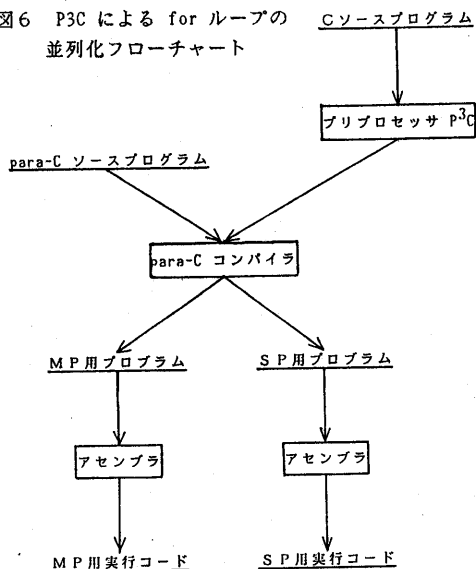 図6 P3C による for ループの
並列化フローチャート
Cソースプログラム
プリプロセッサ P³C
para-C ソースプログラム
para-C コンパイラ
MP用プログラム
SP用プログラム
アセンブラ
アセンブラ
MP用実行コード
SP用実行コード